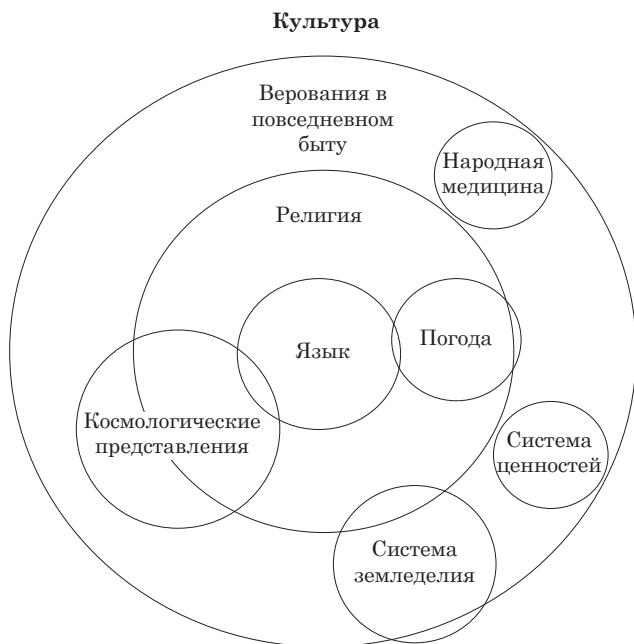 Культура
Верования в
повседневном
быту
Народная
медицина
Религия
Язык
Погода
Космологические
представления
Система
ценностей
Система
земледелия